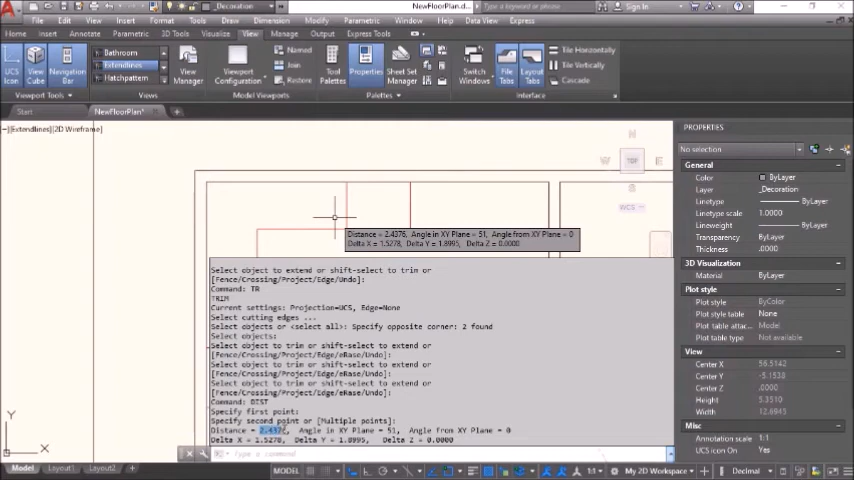 _Decoration
NewFloorPlan.d...
Type a keyword or phrase
Sign In
File Edit View Insert Format Tools Draw Dimension Modify Parametric Window Help Data View Express
Home Insert Annotate Parametric 3D Tools Visualize View Manage Output Express Tools
UCS Icon
View Cube
Navigation Bar
Bathroom
Extendlines
Hatchpattern
View Manager
Viewport Configuration
Named
Join
Restore
Tool Palettes
Properties
Sheet Set Manager
Switch Windows
File Tabs
Layout Tabs
Tile Horizontally
Tile Vertically
Cascade
Viewport Tools
Views
Model Viewports
Palettes
Interface
Start
NewFloorPlan*
[Extendlines][2D Wireframe]
N
W
TOP
E
S
WCS
Distance = 2.4376, Angle in XY Plane = 51, Angle from XY Plane = 0
Delta X = 1.5278, Delta Y = 1.8995, Delta Z = 0.0000
Select object to extend or shift-select to trim or
[Fence/Crossing/Project/Edge/Undo]:
Command: TR
TRIM
Current settings: Projection=UCS, Edge=None
Select cutting edges ...
Select objects or <select all>: Specify opposite corner: 2 found
Select objects:
Select object to trim or shift-select to extend or
[Fence/Crossing/Project/Edge/eRase/Undo]:
Select object to trim or shift-select to extend or
[Fence/Crossing/Project/Edge/eRase/Undo]:
Select object to trim or shift-select to extend or
[Fence/Crossing/Project/Edge/eRase/Undo]:
Command: DIST
Specify first point:
Specify second point or [Multiple points]:
Distance = 2.4376, Angle in XY Plane = 51, Angle from XY Plane = 0
Delta X = 1.5278, Delta Y = 1.8995, Delta Z = 0.0000
Type a command
Y
X
PROPERTIES
No selection
General
Color ByLayer
Layer _Decoration
Linetype ByLayer
Linetype scale 1.0000
Lineweight ByLayer
Transparency ByLayer
Thickness .0000
3D Visualization
Material ByLayer
Plot style
Plot style ByColor
Plot style table None
Plot table attac... Model
Plot table type Not available
View
Center X 56.5142
Center Y -5.1538
Center Z .0000
Height 5.3510
Width 12.6945
Misc
Annotation scale 1:1
UCS icon On Yes
Model Layout1 Layout2 +
MODEL
1:1
My 2D Workspace
Decimal